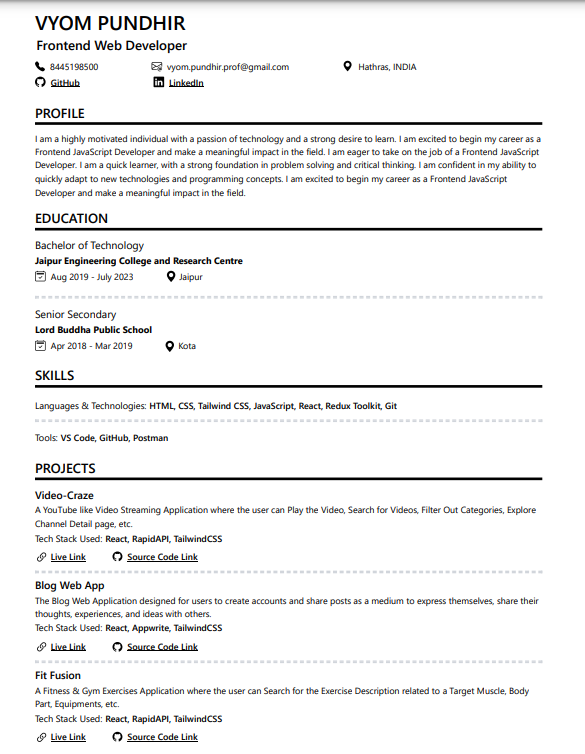 VYOM PUNDHIR
Frontend Web Developer
8445198500 vyom.pundhir.prof@gmail.com Hathras, INDIA
GitHub LinkedIn
PROFILE
I am a highly motivated individual with a passion of technology and a strong desire to learn. I am excited to begin my career as a
Frontend JavaScript Developer and make a meaningful impact in the field. I am eager to take on the job of a Frontend JavaScript
Developer. I am a quick learner, with a strong foundation in problem solving and critical thinking. I am confident in my ability to
quickly adapt to new technologies and programming concepts. I am excited to begin my career as a Frontend JavaScript
Developer and make a meaningful impact in the field.
EDUCATION
Bachelor of Technology
Jaipur Engineering College and Research Centre
Aug 2019 - July 2023 Jaipur
Senior Secondary
Lord Buddha Public School
Apr 2018 - Mar 2019 Kota
SKILLS
Languages & Technologies: HTML, CSS, Tailwind CSS, JavaScript, React, Redux Toolkit, Git
Tools: VS Code, GitHub, Postman
PROJECTS
Video-Craze
A YouTube like Video Streaming Application where the user can Play the Video, Search for Videos, Filter Out Categories, Explore
Channel Detail page, etc.
Tech Stack Used: React, RapidAPI, TailwindCSS
Live Link Source Code Link
Blog Web App
The Blog Web Application designed for users to create accounts and share posts as a medium to express themselves, share their
thoughts, experiences, and ideas with others.
Tech Stack Used: React, Appwrite, TailwindCSS
Live Link Source Code Link
Fit Fusion
A Fitness & Gym Exercises Application where the user can Search for the Exercise Description related to a Target Muscle, Body
Part, Equipments, etc.
Tech Stack Used: React, RapidAPI, TailwindCSS
Live Link Source Code Link